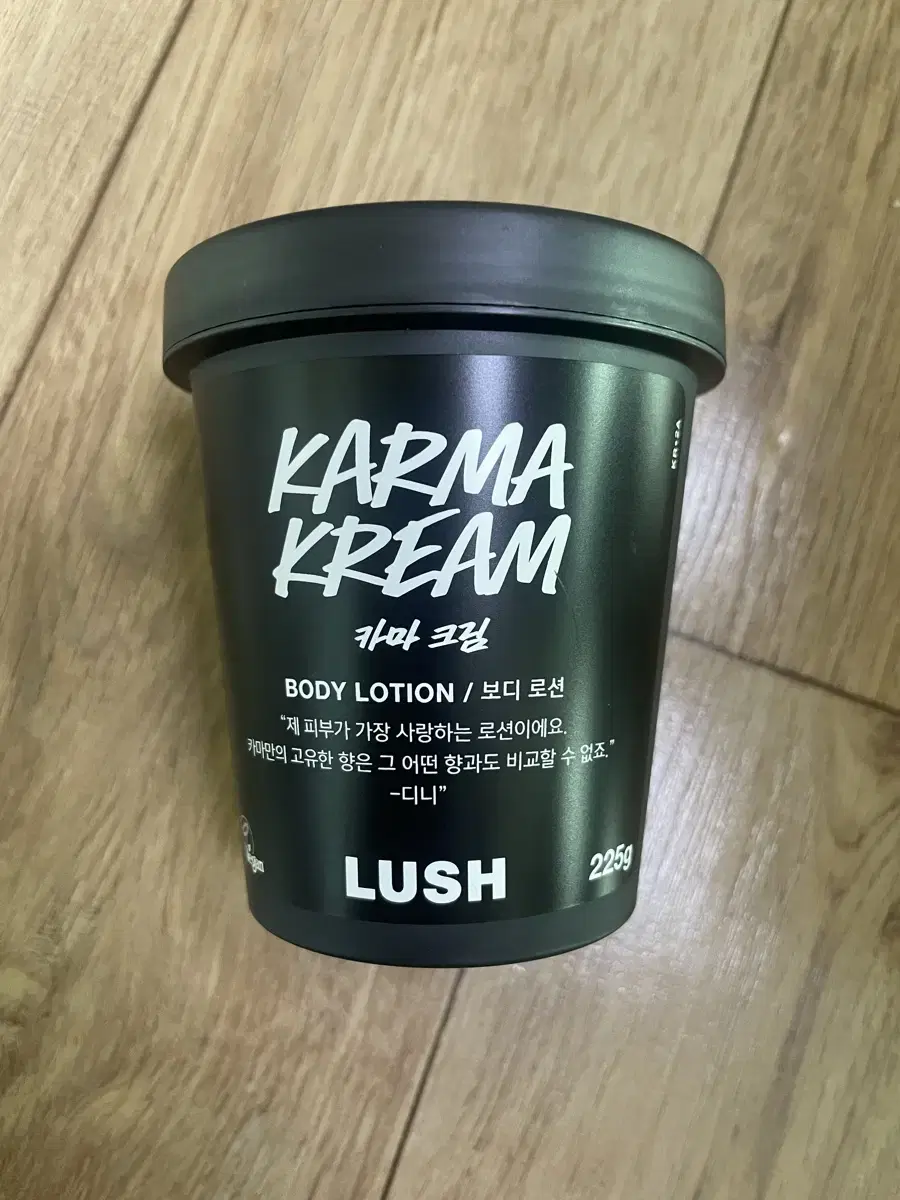 KARMA
KREAM
카마 크림
BODY LOTION / 보디 로션
“제 피부가 가장 사랑하는 로션이에요.
카마만의 고유한 향은 그 어떤 향과도 비교할 수 없죠.”
–디니”
vegan
LUSH
225g